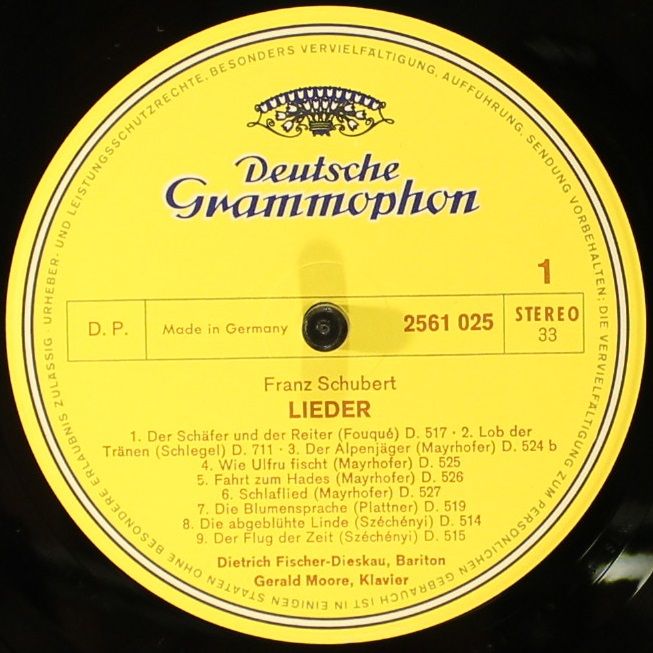 URHEBER- UND LEISTUNGSSCHUTZRECHTE, BESONDERS VERVIELFÄLTIGUNG, AUFFÜHRUNG, SENDUNG VORBEHALTEN; DIE VERVIELFÄLTIGUNG ZUM PERSÖNLICHEN GEBRAUCH IST IN EINIGEN STAATEN OHNE BESONDERE ERLAUBNIS ZULÄSSIG ·
Deutsche
Grammophon
1
D. P.
Made in Germany
2561 025
STEREO
33
Franz Schubert
LIEDER
1. Der Schäfer und der Reiter (Fouqué) D. 517 · 2. Lob der
Tränen (Schlegel) D. 711 · 3. Der Alpenjäger (Mayrhofer) D. 524 b
4. Wie Ulfru fischt (Mayrhofer) D. 525
5. Fahrt zum Hades (Mayrhofer) D. 526
6. Schlaflied (Mayrhofer) D. 527
7. Die Blumensprache (Plattner) D. 519
8. Die abgeblühte Linde (Széchényi) D. 514
9. Der Flug der Zeit (Széchényi) D. 515
Dietrich Fischer-Dieskau, Bariton
Gerald Moore, Klavier